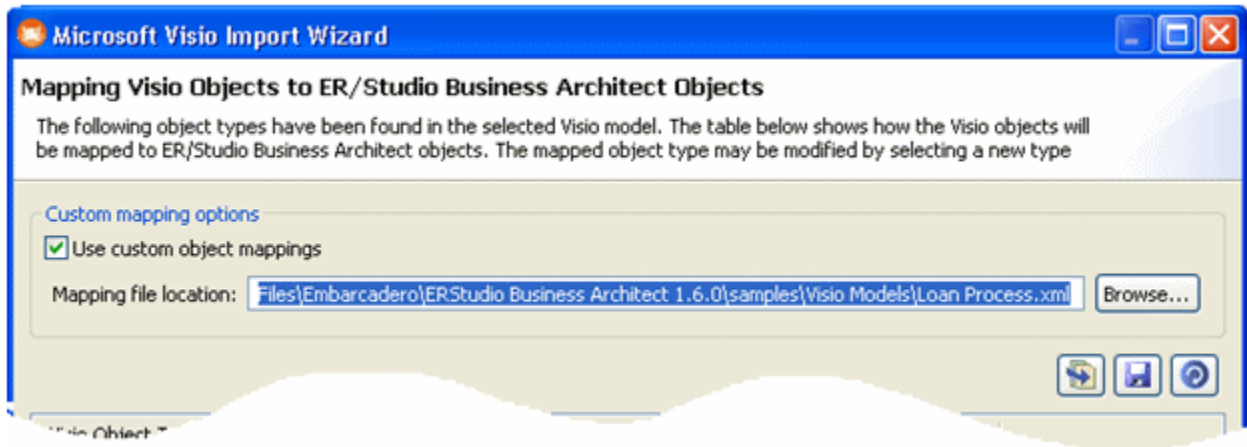 Microsoft Visio Import Wizard
Mapping Visio Objects to ER/Studio Business Architect Objects
The following object types have been found in the selected Visio model. The table below shows how the Visio objects will
be mapped to ER/Studio Business Architect objects. The mapped object type may be modified by selecting a new type
Custom mapping options
Use custom object mappings
Mapping file location: Files\Embarcadero\ERStudio Business Architect 1.6.0\samples\Visio Models\Loan Process.xml Browse...
Object